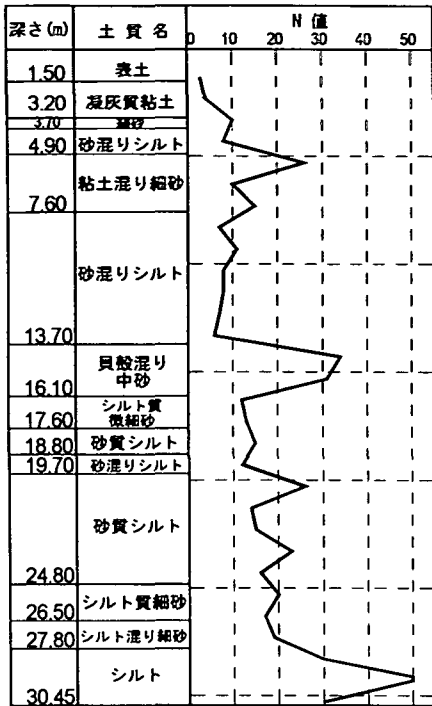 深さ(m) 土質名 N 値
0 10 20 30 40 50
表土
1.50
凝灰質粘土
3.20
3.70 細砂
砂混りシルト
4.90
粘土混り細砂
7.60
砂混りシルト
13.70
貝殻混り
中砂
16.10
シルト質
微細砂
17.60
砂質シルト
18.80
砂混りシルト
19.70
砂質シルト
24.80
シルト質細砂
26.50
シルト混り細砂
27.80
シルト
30.45